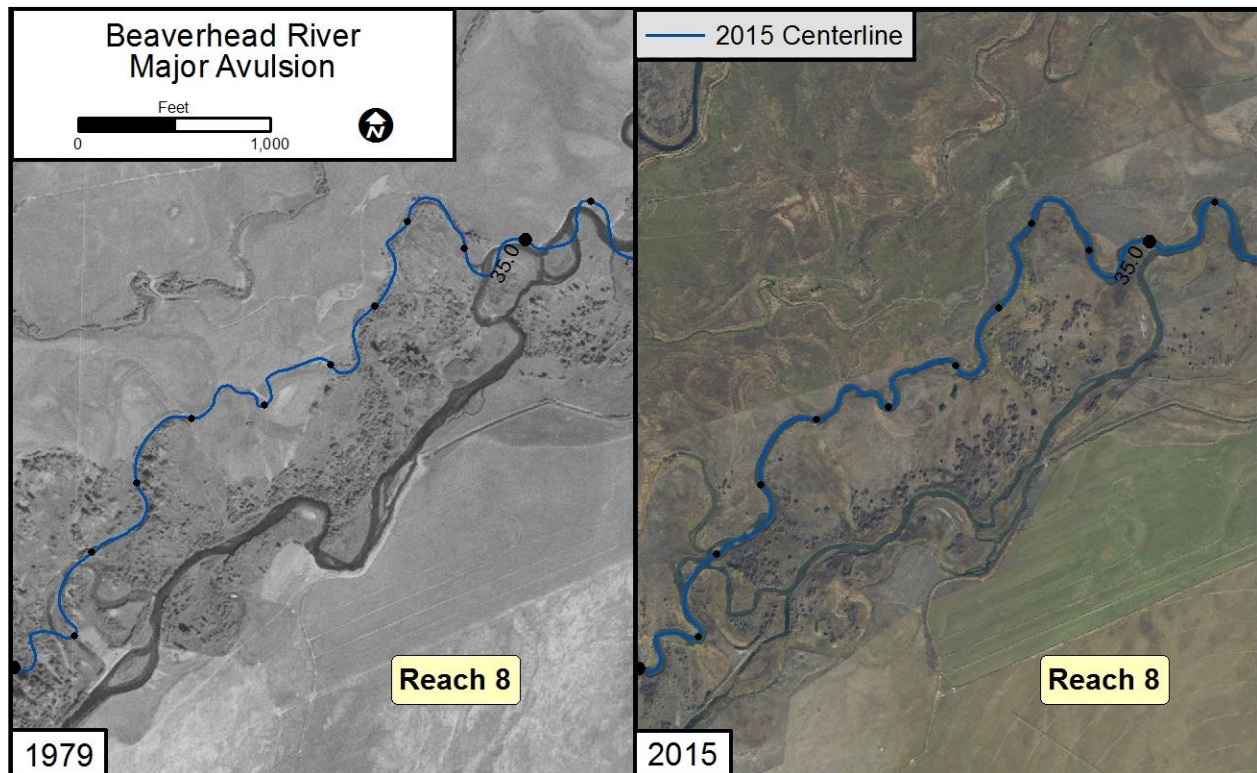 Beaverhead River
Major Avulsion
Feet
0 1,000
N
35.0
Reach 8
1979
2015 Centerline
35.0
Reach 8
2015